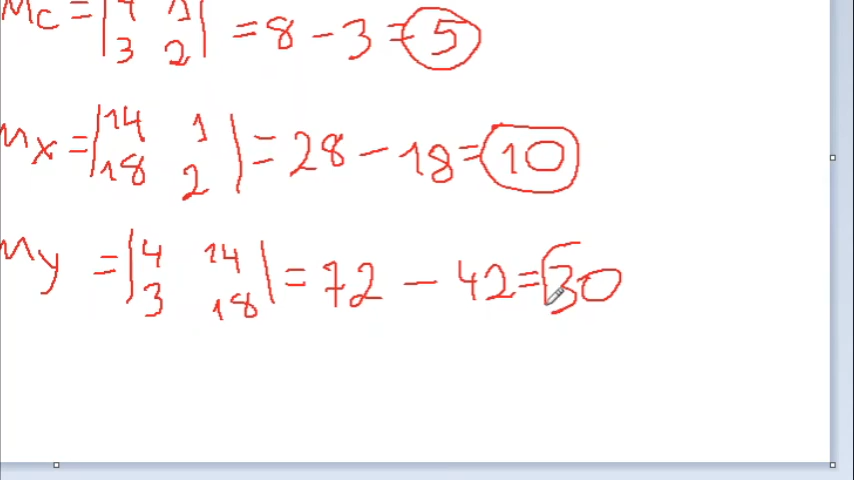 Mc = |4 1
3 2| = 8 - 3 = 5
Mx = |14 1
18 2| = 28 - 18 = 10
My = |4 14
3 18| = 72 - 42 = 30